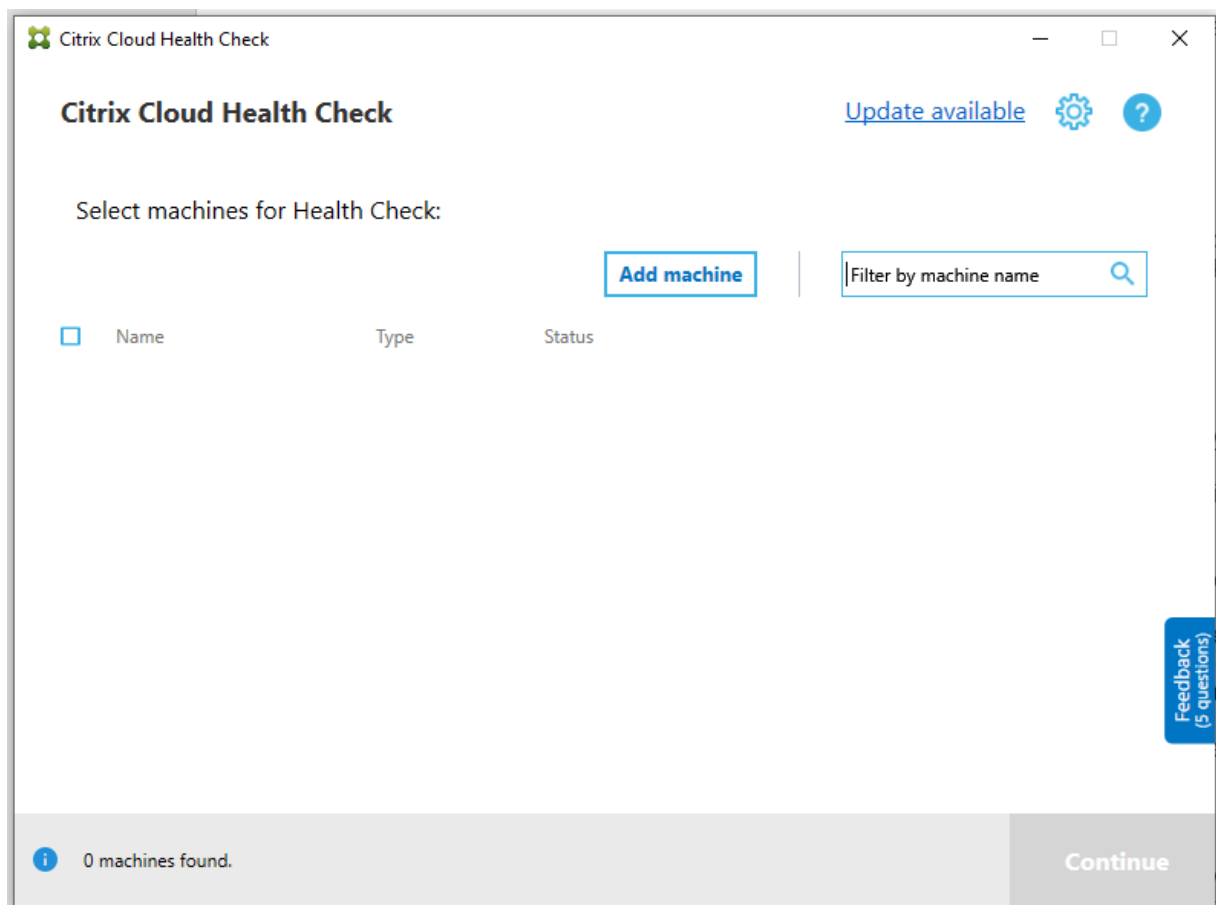 Citrix Cloud Health Check
Citrix Cloud Health Check
Update available
?
Select machines for Health Check:
Add machine
Filter by machine name
Name Type Status
Feedback
(5 questions)
i
0 machines found.
Continue